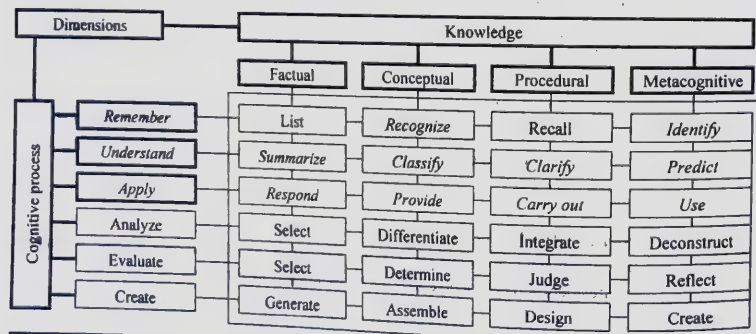 Dimensions
Knowledge
Factual Conceptual Procedural Metacognitive
Cognitive process
Remember List Recognize Recall Identify
Understand Summarize Classify Clarify Predict
Apply Respond Provide Carry out Use
Analyze Select Differentiate Integrate Deconstruct
Evaluate Select Determine Judge Reflect
Create Generate Assemble Design Create